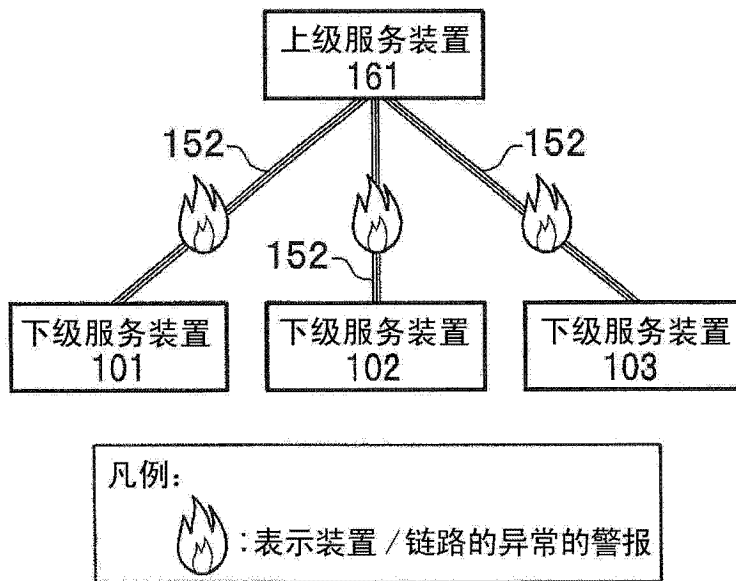 上级服务装置
161
152
152
152
下级服务装置
101
下级服务装置
102
下级服务装置
103
凡例:
:表示装置/链路的异常的警报